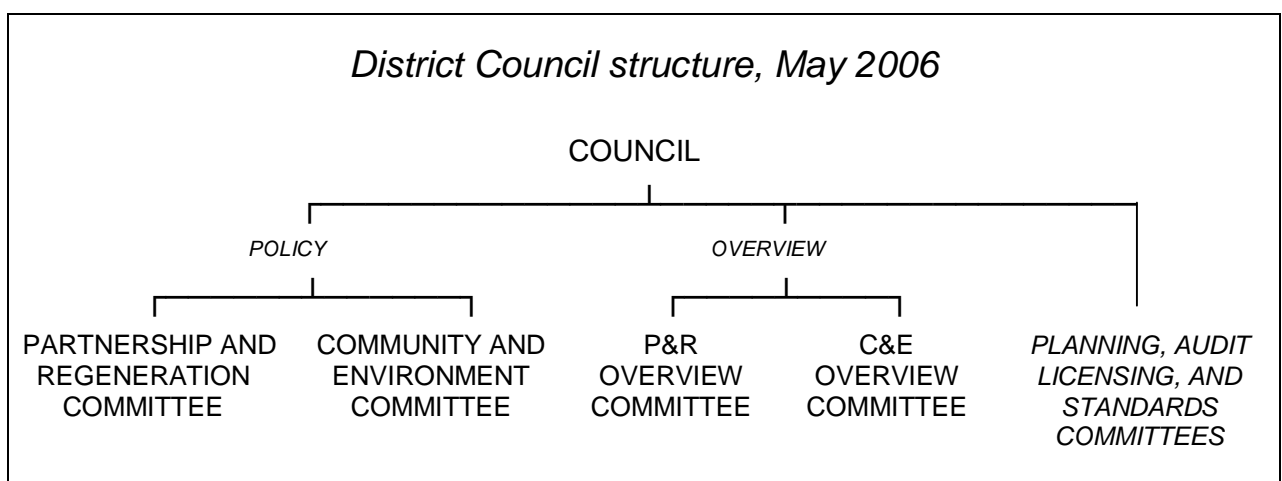 District Council structure, May 2006
COUNCIL
POLICY
OVERVIEW
PARTNERSHIP AND
REGENERATION
COMMITTEE
COMMUNITY AND
ENVIRONMENT
COMMITTEE
P&R
OVERVIEW
COMMITTEE
C&E
OVERVIEW
COMMITTEE
PLANNING, AUDIT
LICENSING, AND
STANDARDS
COMMITTEES